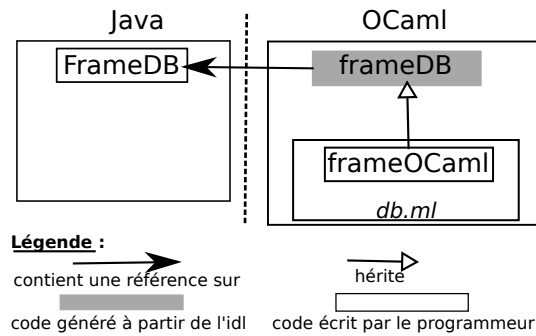 Java OCaml
FrameDB frameDB
frameOCaml
db.ml
Légende :
contient une référence sur hérite
code généré à partir de l'idl code écrit par le programmeur